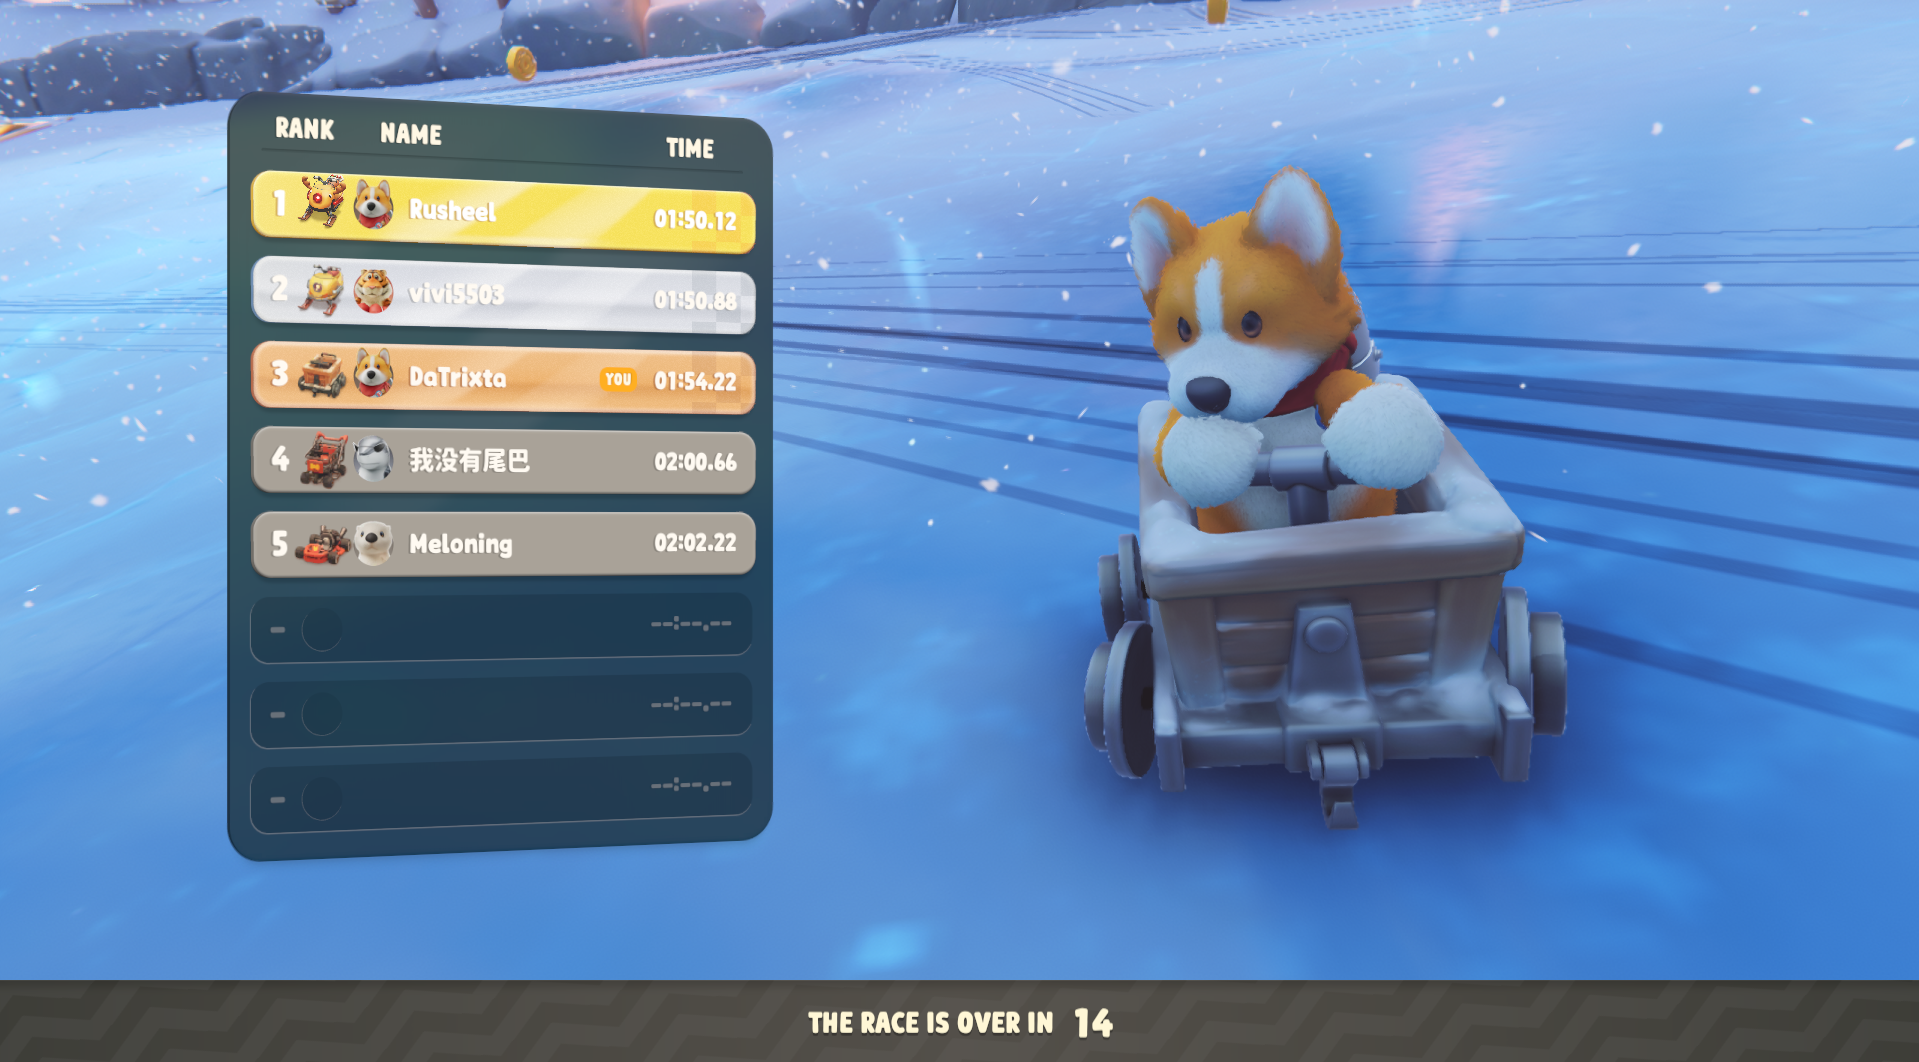 RANK NAME TIME
1 Rusheel 01:50.12
2 vivi5503 01:50.88
3 DaTrixta YOU 01:54.22
4 我没有尾巴 02:00.66
5 Meloning 02:02.22
- --:--.--
- --:--.--
- --:--.--
THE RACE IS OVER IN 14